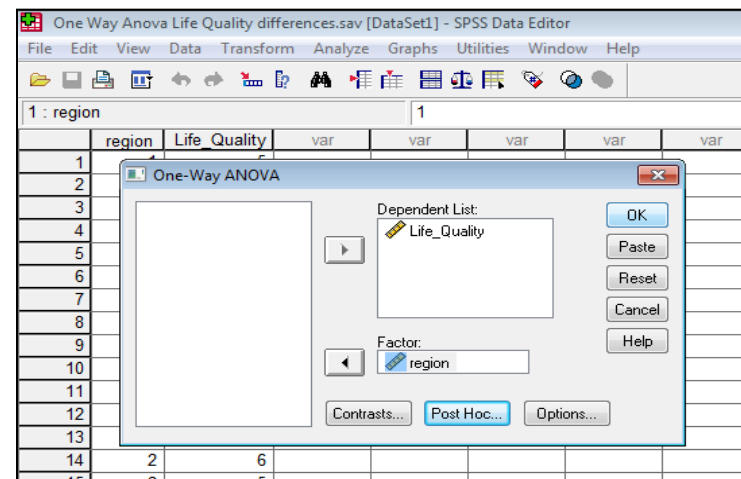 One Way Anova Life Quality differences.sav [DataSet1] - SPSS Data Editor
File Edit View Data Transform Analyze Graphs Utilities Window Help
1 : region 1
region Life_Quality var var var var var
1
2
3
4
5
6
7
8
9
10
11
12
13
14 2 6
One-Way ANOVA
Dependent List:
Life_Quality
Factor:
region
OK
Paste
Reset
Cancel
Help
Contrasts... Post Hoc... Options...